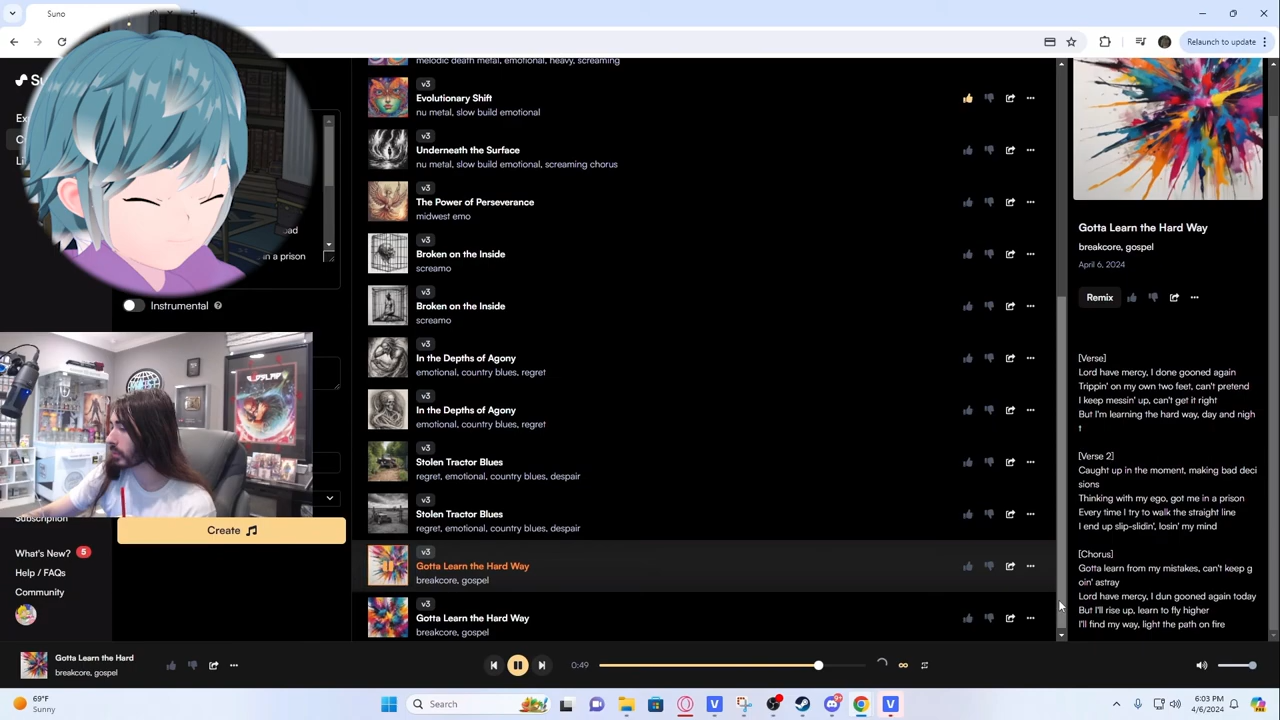 Suno
Relaunch to update
Su
Ex
C
Li
ad
in a prison
Instrumental
Subscription
Create
What's New? 5
Help / FAQs
Community
melodic death metal, emotional, heavy, screaming
v3
Evolutionary Shift
nu metal, slow build emotional
v3
Underneath the Surface
nu metal, slow build emotional, screaming chorus
v3
The Power of Perseverance
midwest emo
v3
Broken on the Inside
screamo
v3
Broken on the Inside
screamo
v3
In the Depths of Agony
emotional, country blues, regret
v3
In the Depths of Agony
emotional, country blues, regret
v3
Stolen Tractor Blues
regret, emotional, country blues, despair
v3
Stolen Tractor Blues
regret, emotional, country blues, despair
v3
Gotta Learn the Hard Way
breakcore, gospel
v3
Gotta Learn the Hard Way
breakcore, gospel
Gotta Learn the Hard Way
breakcore, gospel
April 6, 2024
Remix
[Verse]
Lord have mercy, I done gooned again
Trippin' on my own two feet, can't pretend
I keep messin' up, can't get it right
But I'm learning the hard way, day and nigh
t
[Verse 2]
Caught up in the moment, making bad deci
sions
Thinking with my ego, got me in a prison
Every time I try to walk the straight line
I end up slip-slidin', losin' my mind
[Chorus]
Gotta learn from my mistakes, can't keep g
oin' astray
Lord have mercy, I dun gooned again today
But I'll rise up, learn to fly higher
I'll find my way, light the path on fire
Gotta Learn the Hard
breakcore, gospel
0:49
69°F
Sunny
Search
6:03 PM
4/6/2024